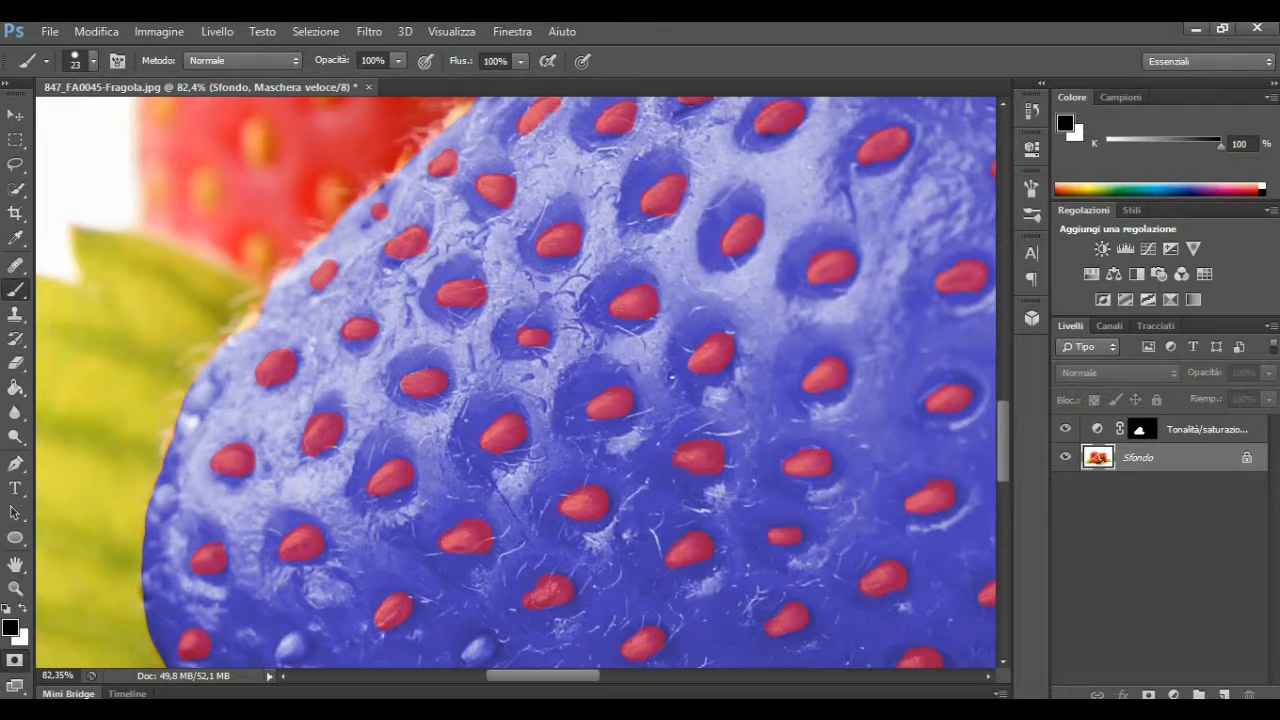 Ps File Modifica Immagine Livello Testo Selezione Filtro 3D Visualizza Finestra Aiuto
23 Metodo: Normale Opacità: 100% Flus.: 100% Essenziali
847_FA0045-Fragola.jpg @ 82,4% (Sfondo, Maschera veloce/8) * ×
Colore Campioni
K 100 %
Regolazioni Stili
Aggiungi una regolazione
Livelli Canali Tracciati
Tipo
Normale Opacità: 100%
Bloc.: Riemp.: 100%
Tonalità/saturazio...
Sfondo
82,35% Doc: 49,8 MB/52,1 MB
Mini Bridge Timeline